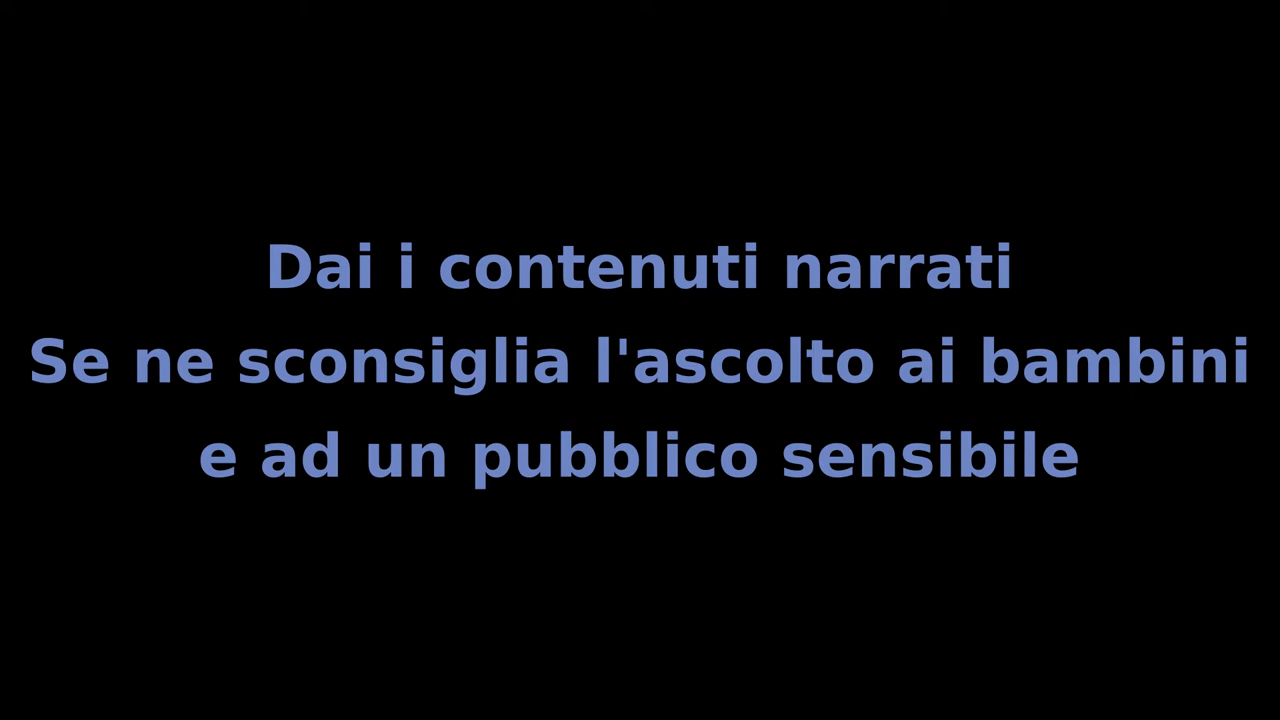 Dai i contenuti narrati
Se ne sconsiglia l'ascolto ai bambini
e ad un pubblico sensibile